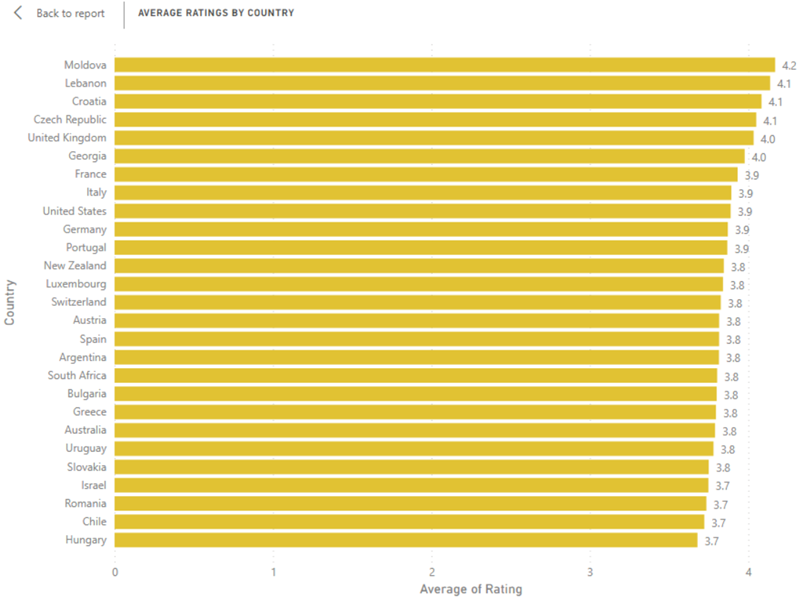 Back to report
AVERAGE RATINGS BY COUNTRY
Country
Moldova 4.2
Lebanon 4.1
Croatia 4.1
Czech Republic 4.1
United Kingdom 4.0
Georgia 4.0
France 3.9
Italy 3.9
United States 3.9
Germany 3.9
Portugal 3.9
New Zealand 3.8
Luxembourg 3.8
Switzerland 3.8
Austria 3.8
Spain 3.8
Argentina 3.8
South Africa 3.8
Bulgaria 3.8
Greece 3.8
Australia 3.8
Uruguay 3.8
Slovakia 3.8
Israel 3.7
Romania 3.7
Chile 3.7
Hungary 3.7
0 1 2 3 4
Average of Rating